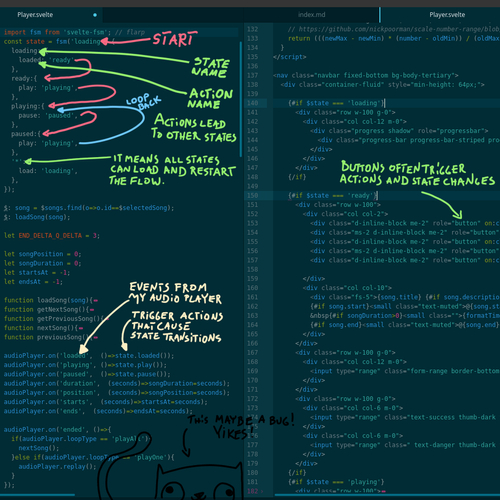 Player.svelte
index.md
Player.svelte
import fsm from 'svelte-fsm'; // flarp
const state = fsm('loading'
loading
loaded: 'ready',
},
ready:{
play: 'playing',
},
playing:{
pause: 'paused',
},
paused:{
play: 'playing',
},
'*':
load: 'loading',
},
});
$: song = $songs.find(o=>o.id==$selectedSong);
$: loadSong(song);
let END_DELTA_Q_DELTA = 3;
let songPosition = 0;
let songDuration = 0;
let startsAt = -1;
let endsAt = -1;
function loadSong(song){
function getNextSong(){
function getPreviousSong(){
function nextSong(){
function previousSong(){
audioPlayer.on('loaded', ()=>state.loaded());
audioPlayer.on('playing', ()=>state.play());
audioPlayer.on('paused', ()=>state.pause());
audioPlayer.on('duration', (seconds)=>songDuration=seconds);
audioPlayer.on('position', (seconds)=>songPosition=seconds);
audioPlayer.on('starts', (seconds)=>startsAt=seconds);
audioPlayer.on('ends', (seconds)=>endsAt=seconds);
audioPlayer.on('ended', ()=>{
if(audioPlayer.loopType == 'playAll')
nextSong();
}else if(audioPlayer.loopType == 'playOne'){
audioPlayer.replay();
}
});
START
STATE NAME
ACTION NAME
LOOP BACK
ACTIONS LEAD
TO OTHER STATES
IT MEANS ALL STATES
CAN LOAD AND RESTART
THE FLOW.
EVENTS FROM
MY AUDIO PLAYER
TRIGGER ACTIONS
THAT CAUSE
STATE TRANSITIONS
THIS MAYBE A BUG!
YIKES!
132 // https://github.com/nickpoorman/scale-number-range/blob
133 return (((newMax - newMin) * (number - oldMin)) / (oldMax
134 }
135 </script>
136
137 <nav class="navbar fixed-bottom bg-body-tertiary">
138 <div class="container-fluid" style="min-height: 64px;">
139
140 {#if $state === 'loading'}
141 <div class="row w-100 g-0">
142 <div class="col col-12 m-0">
143 <div class="progress shadow" role="progressbar">
144 <div class="progress-bar progress-bar-striped pro
145 </div>
146 </div>
147 </div>
148 {/if}
149
150 {#if $state === 'ready'}
151 <div class="row w-100">
152 <div class="col col-2">
153 <div class="d-inline-block me-2" role="button" on:c
154 <div class="ms-2 d-inline-block me-2" role="button"
155 <div class="d-inline-block me-2" role="button" on:c
156 <div class="ms-2 d-inline-block me-2" role="button"
157 <div class="d-inline-block me-2" role="button" on:c
158
159 </div>
160 <div class="col col-10">
161 <div class="fs-5">{song.title} {#if song.descriptio
162 {#if song.start}<small class="text-muted">@{song.st
163 &nbsp{#if songDuration>0}<small class="">{formatTim
164 {#if song.end}<small class="text-muted">@{song.end}
165 </div>
166 </div>
167 <div class="row w-100 g-0">
168 <div class="col col-12 m-0">
169 <input type="range" class="form-range border-bottom
170 </div>
171 </div>
172 <div class="row w-100 g-0">
173 <div class="col col-6 m-0">
174 <input type="range" class="text-success thumb-dark
175 </div>
176 <div class="col col-6 m-0">
177 <input type="range" class="text-danger thumb-dark
178 </div>
179 </div>
180 {/if}
181 {#if $state === 'playing'}
182 <div class="row w-100">
BUTTONS OFTEN TRIGGER
ACTIONS AND STATE CHANGES